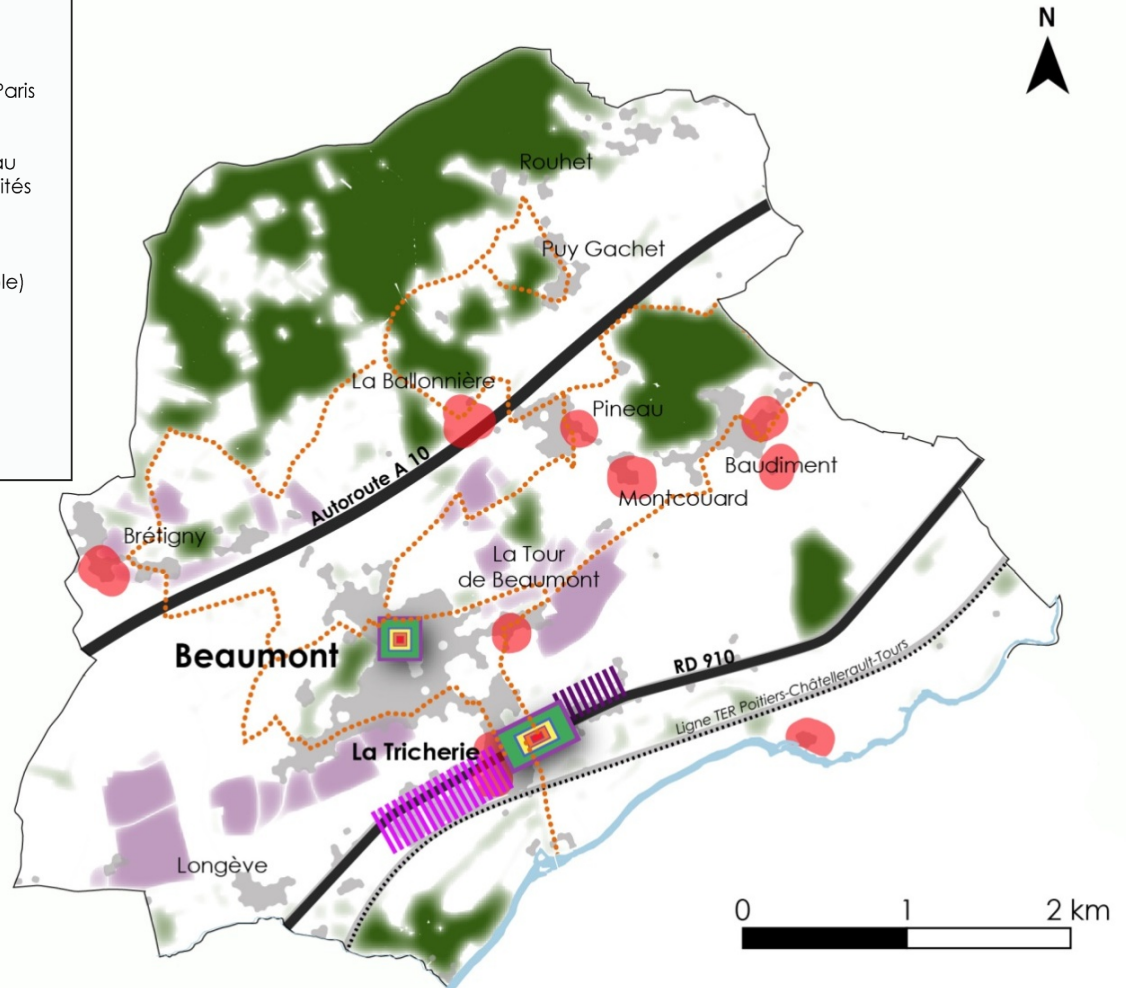 N
Paris
au
ités
le)
Rouhet
Puy Gachet
La Ballonnière
Pineau
Baudiment
Montcouard
Autoroute A 10
Brétigny
La Tour
de Beaumont
Beaumont
RD 910
Ligne TER Poitiers-Châtellerault-Tours
La Tricherie
Longève
0 1 2 km